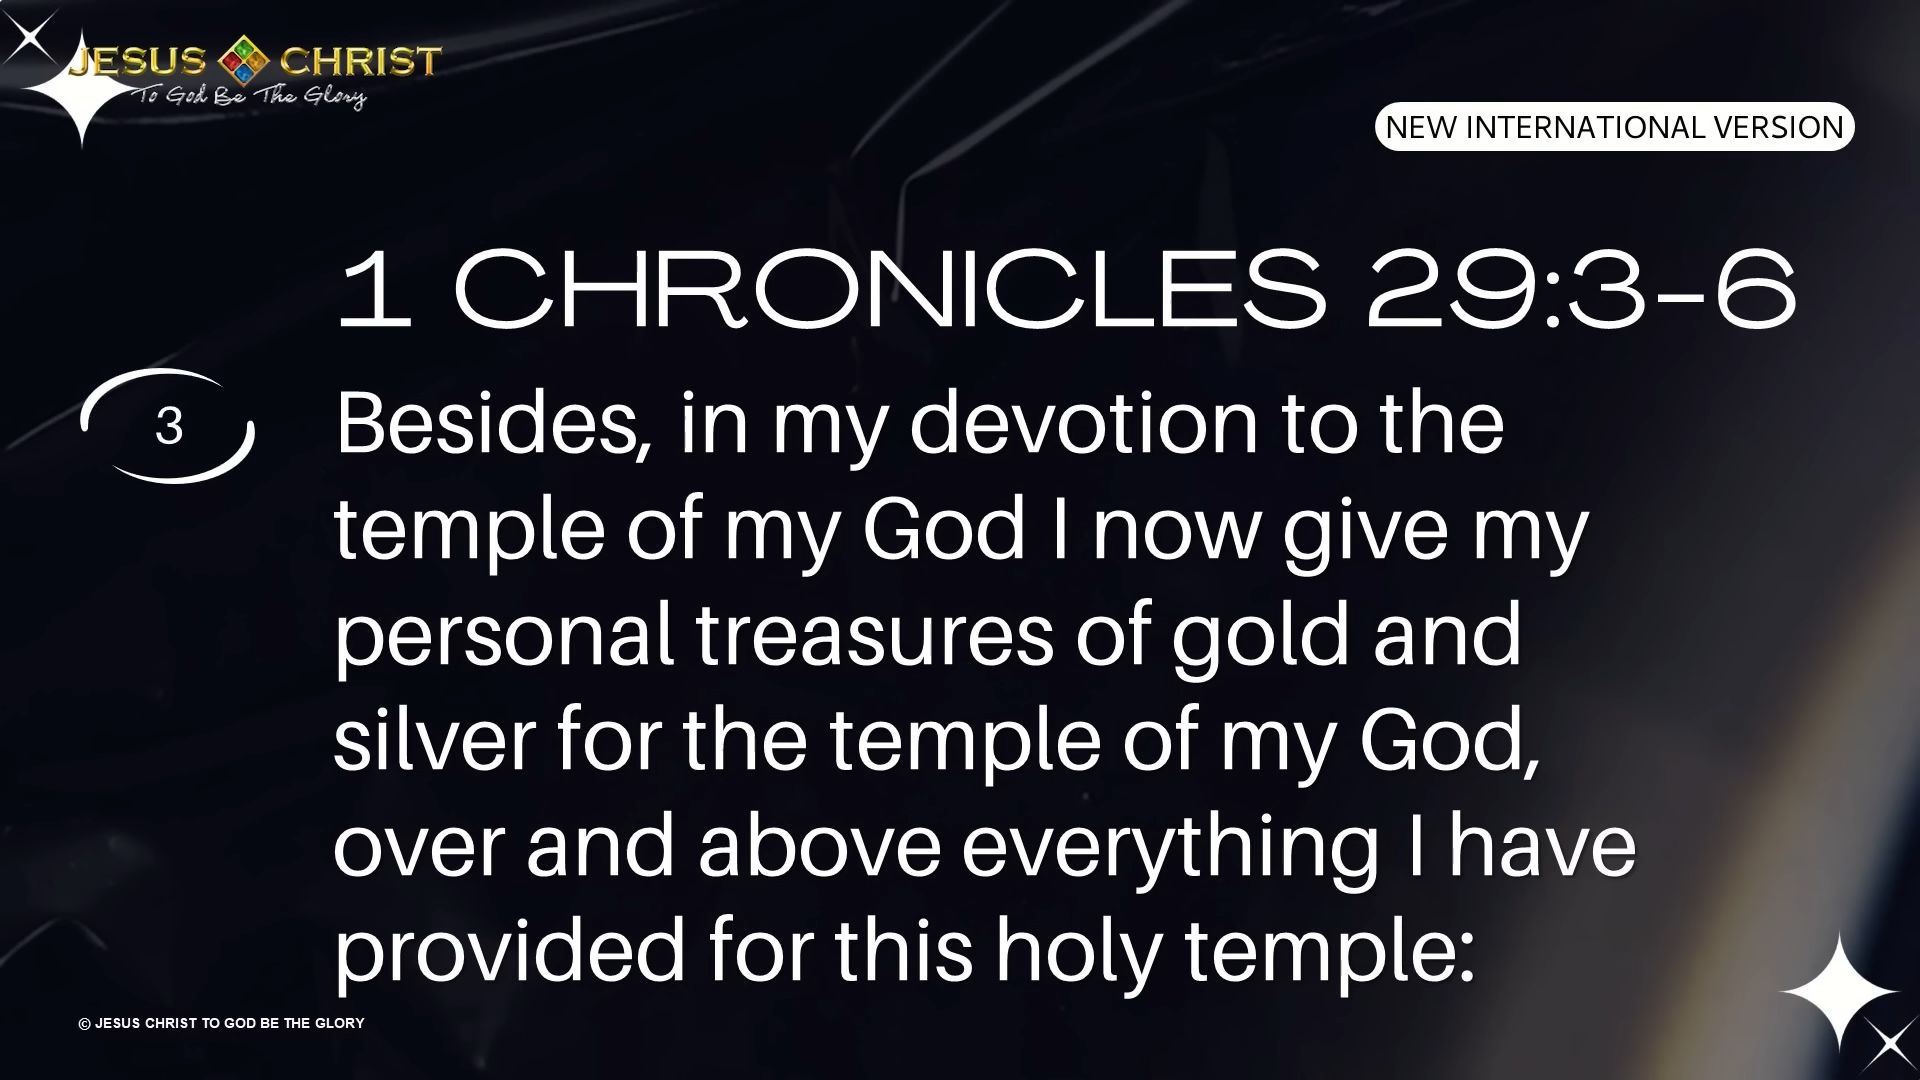 JESUS CHRIST
To God Be The Glory
NEW INTERNATIONAL VERSION
1 CHRONICLES 29:3-6
3
Besides, in my devotion to the
temple of my God I now give my
personal treasures of gold and
silver for the temple of my God,
over and above everything I have
provided for this holy temple:
© JESUS CHRIST TO GOD BE THE GLORY